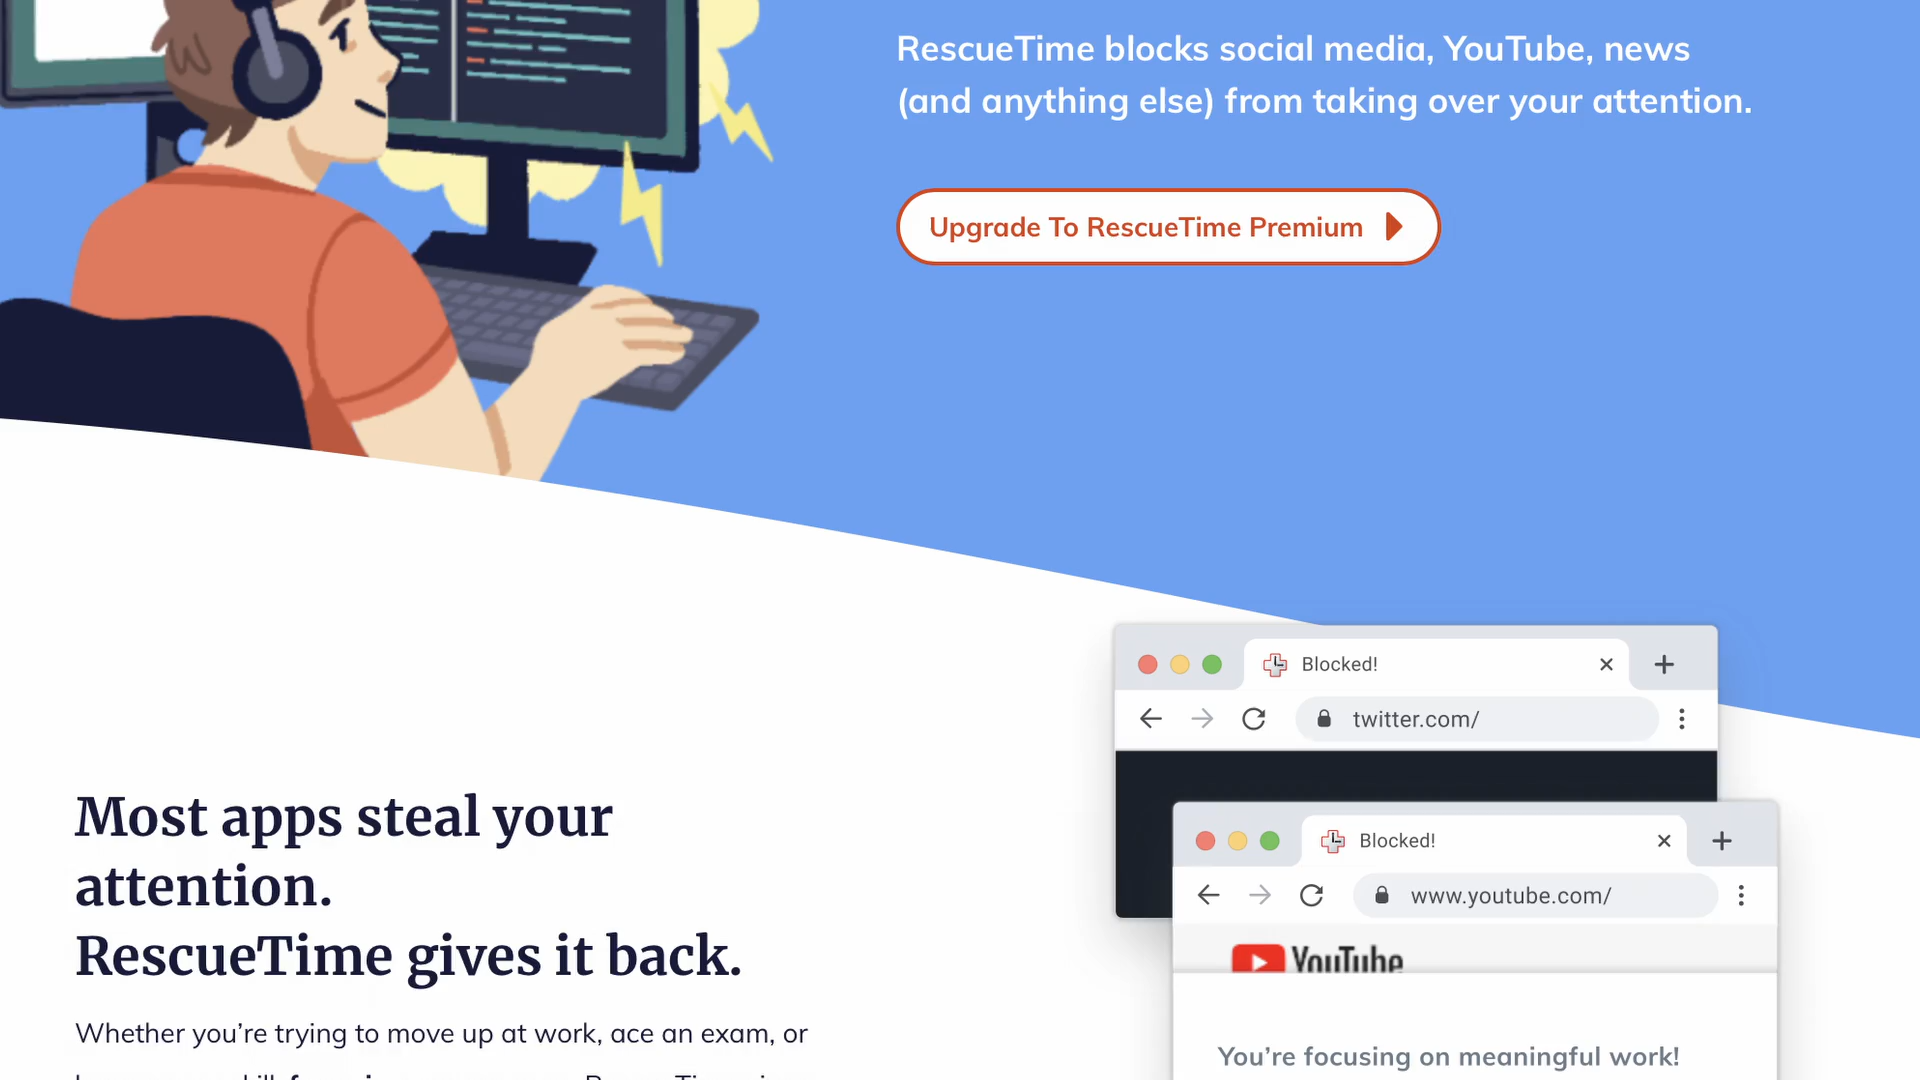 RescueTime blocks social media, YouTube, news
(and anything else) from taking over your attention.
Upgrade To RescueTime Premium
Blocked!
twitter.com/
Blocked!
www.youtube.com/
YouTube
You’re focusing on meaningful work!
Most apps steal your
attention.
RescueTime gives it back.
Whether you’re trying to move up at work, ace an exam, or